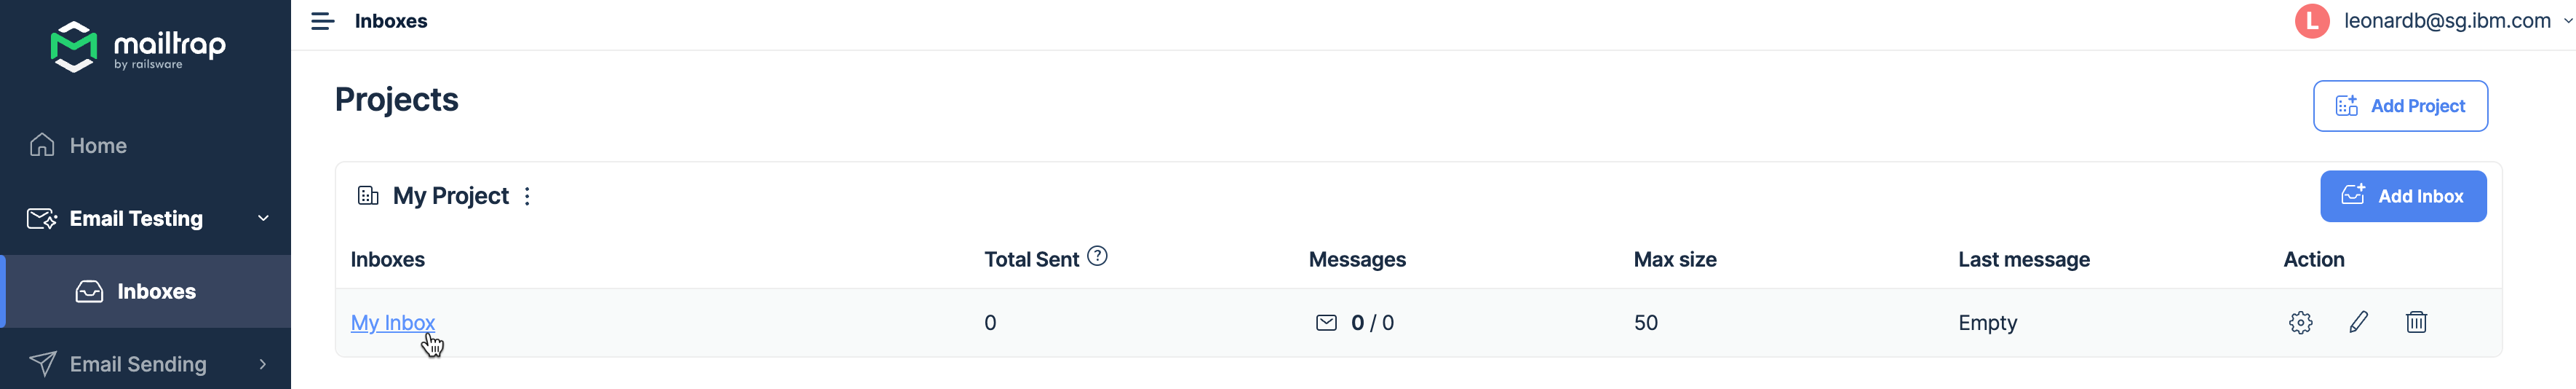 mailtrap
by railsware
Home
Email Testing
Inboxes
Email Sending
Inboxes
L leonardb@sg.ibm.com
Projects
Add Project
My Project
Add Inbox
Inboxes Total Sent ? Messages Max size Last message Action
My Inbox 0 0 / 0 50 Empty